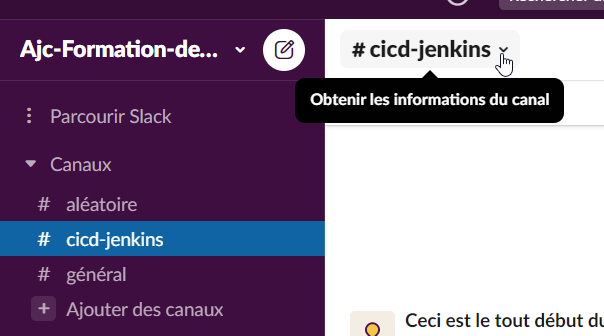 Rechercher d
Ajc-Formation-de...
# cicd-jenkins
Obtenir les informations du canal
Parcourir Slack
Canaux
# aléatoire
# cicd-jenkins
# général
+ Ajouter des canaux
Ceci est le tout début du